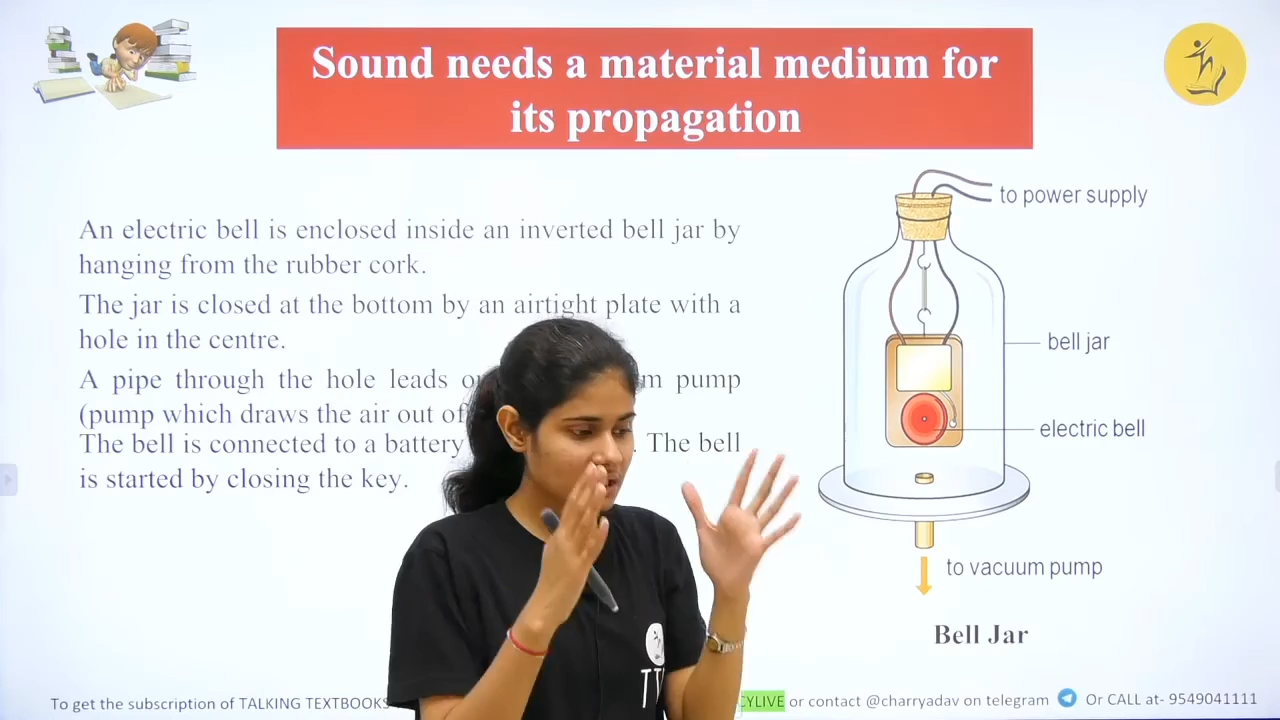 Sound needs a material medium for
its propagation
to power supply
An electric bell is enclosed inside an inverted bell jar by
hanging from the rubber cork.
The jar is closed at the bottom by an airtight plate with a
hole in the centre.
bell jar
A pipe through the hole leads pump
(pump which draws the air out of
electric bell
The bell is connected to a battery . The bell
is started by closing the key.
to vacuum pump
Bell Jar
To get the subscription of TALKING TEXTBOOKS CYLIVE or contact @charryadav on telegram Or CALL at- 9549041111